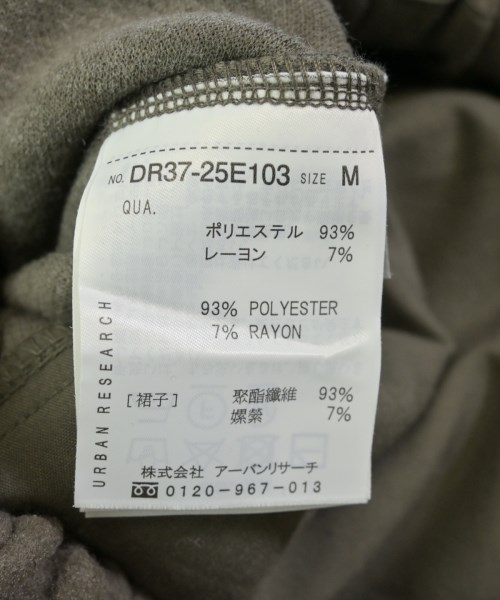 NO. DR37-25E103 SIZE M
QUA.
ポリエステル 93%
レーヨン 7%
93% POLYESTER
7% RAYON
[裙子] 聚酯纖維 93%
嫘縈 7%
URBAN RESEARCH
株式会社 アーバンリサーチ
0120-967-013